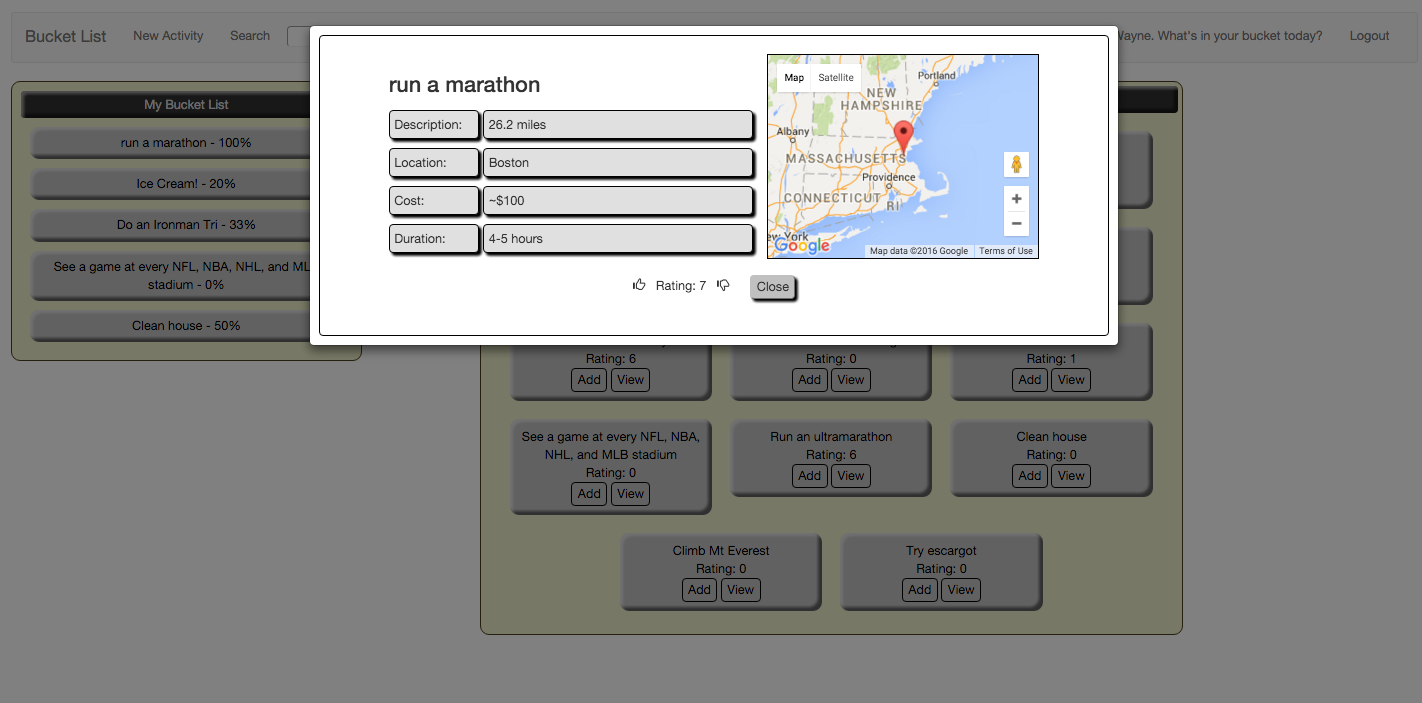 Bucket List
New Activity
Search
Wayne. What's in your bucket today?
Logout
My Bucket List
run a marathon - 100%
Ice Cream! - 20%
Do an Ironman Tri - 33%
See a game at every NFL, NBA, NHL, and
stadium - 0%
Clean house - 50%
run a marathon
Description:
26.2 miles
Location:
Boston
Cost:
~$100
Duration:
4-5 hours
Map
Satellite
Portland
NEW
HAMPSHIRE
Albany
MASSACHUSETTS
Providence
CONNECTICUT
RI
York
Google
Map data ©2016 Google
Terms of Use
Rating: 7
Close
Rating: 6
Add
View
Rating: 0
Add
View
Rating: 1
Add
View
See a game at every NFL, NBA,
NHL, and MLB stadium
Rating: 0
Add
View
Run an ultramarathon
Rating: 6
Add
View
Clean house
Rating: 0
Add
View
Climb Mt Everest
Rating: 0
Add
View
Try escargot
Rating: 0
Add
View